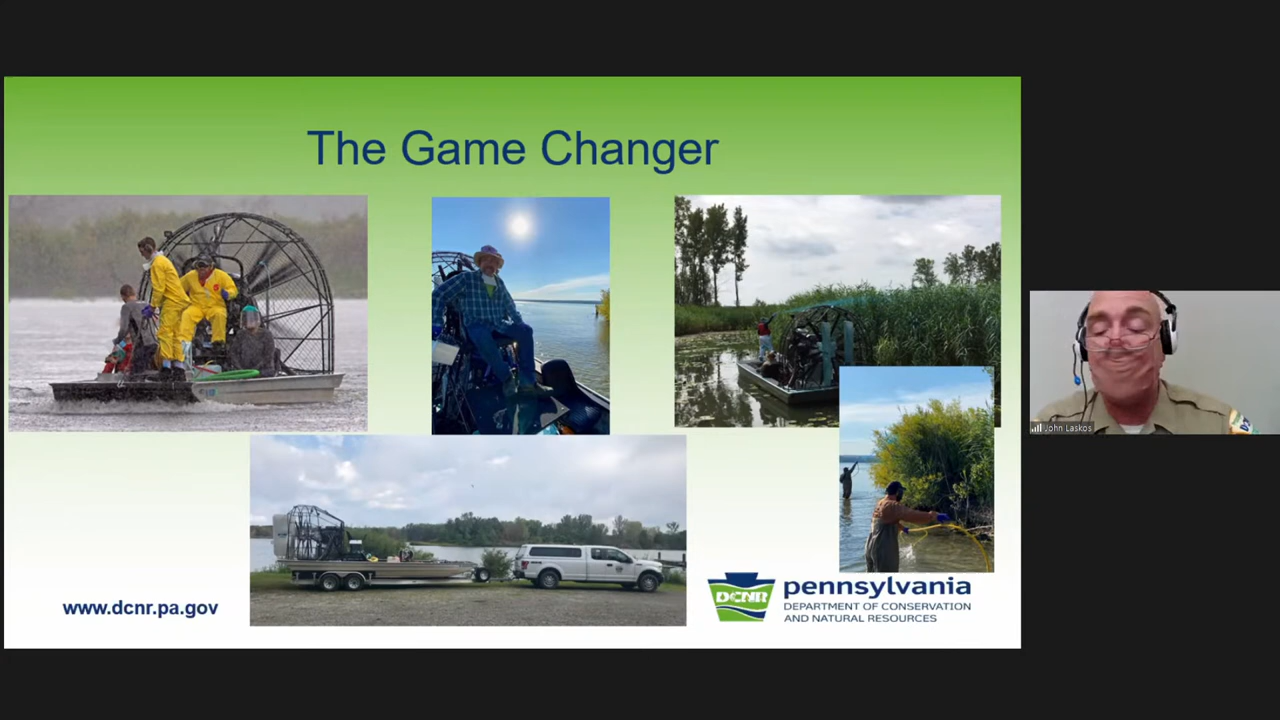 The Game Changer
www.dcnr.pa.gov
DCNR
pennsylvania
DEPARTMENT OF CONSERVATION
AND NATURAL RESOURCES
John Laskos